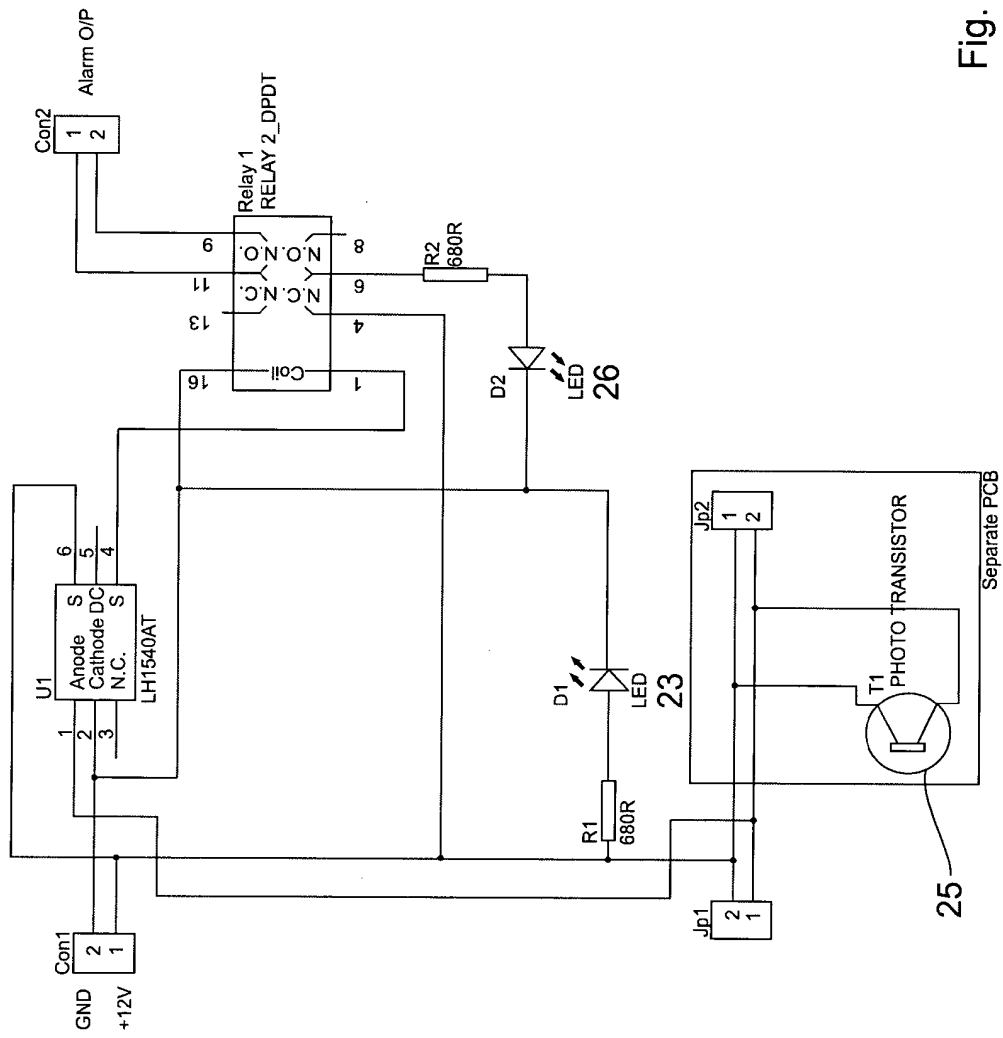 Fig.
Con2
1
2
Alarm O/P
Relay 1
RELAY 2_DPDT
9
11
13
16
N.O.
N.C.
N.O.
N.C.
Coil
8
6
4
1
R2
680R
D2
LED
26
U1
Anode
Cathode DC
N.C.
S
S
LH1540AT
1
2
3
6
5
4
D1
LED
23
R1
680R
Con1
2
1
GND
+12V
Jp1
2
1
Jp2
1
2
T1
PHOTO TRANSISTOR
Separate PCB
25